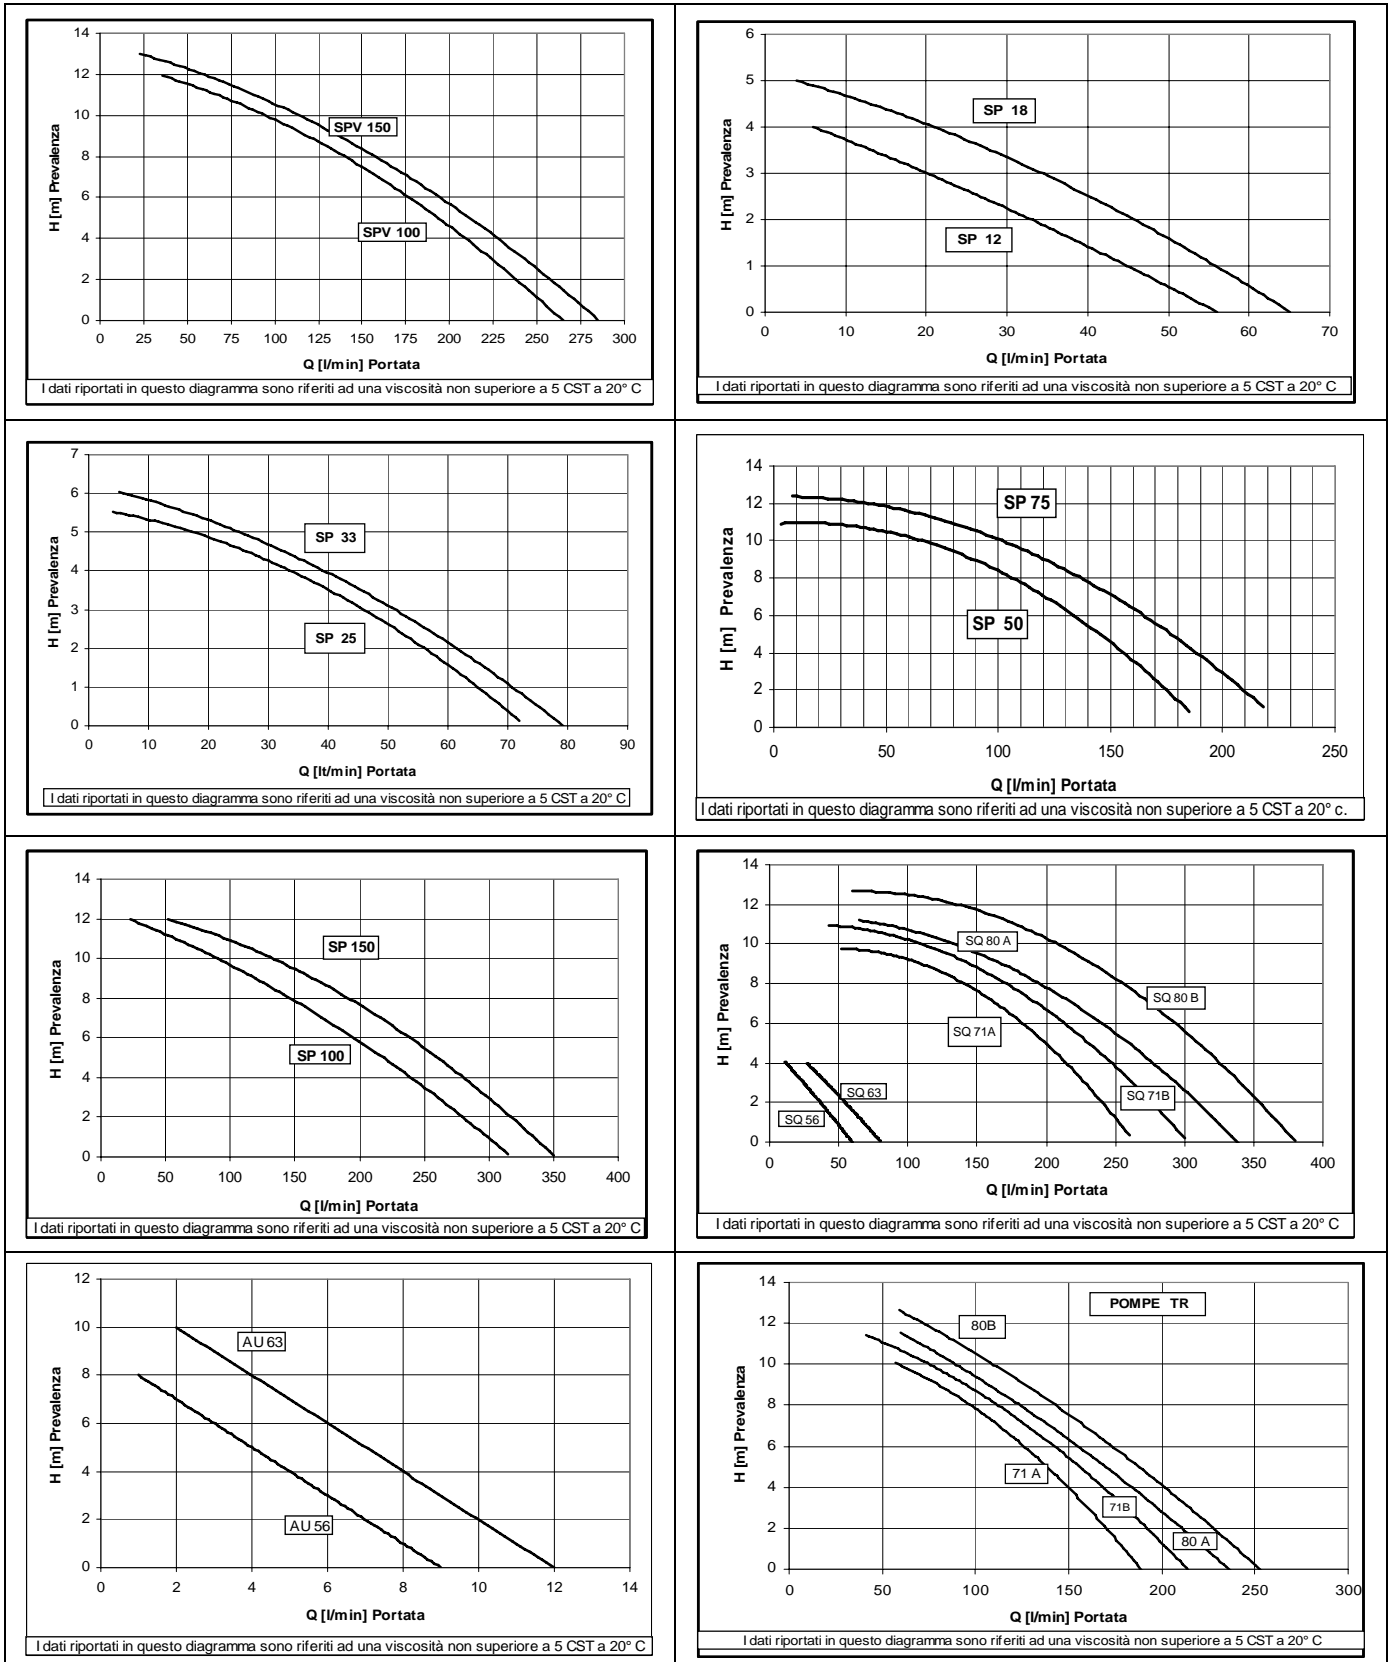 14
12
10
8
6
4
2
0
H [m] Prevalenza
SPV 150
SPV 100
0 25 50 75 100 125 150 175 200 225 250 275 300
Q [l/min] Portata
I dati riportati in questo diagramma sono riferiti ad una viscosità non superiore a 5 CST a 20° C
6
5
4
3
2
1
0
H [m] Prevalenza
SP 18
SP 12
0 10 20 30 40 50 60 70
Q [l/min] Portata
I dati riportati in questo diagramma sono riferiti ad una viscosità non superiore a 5 CST a 20° C
7
6
5
4
3
2
1
0
H [m] Prevalenza
SP 33
SP 25
0 10 20 30 40 50 60 70 80 90
Q [lt/min] Portata
I dati riportati in questo diagramma sono riferiti ad una viscosità non superiore a 5 CST a 20° C
14
12
10
8
6
4
2
0
H [m] Prevalenza
SP 75
SP 50
0 50 100 150 200 250
Q [l/min] Portata
I dati riportati in questo diagramma sono riferiti ad una viscosità non superiore a 5 CST a 20° c.
14
12
10
8
6
4
2
0
H [m] Prevalenza
SP 150
SP 100
0 50 100 150 200 250 300 350 400
Q [l/min] Portata
I dati riportati in questo diagramma sono riferiti ad una viscosità non superiore a 5 CST a 20° C
14
12
10
8
6
4
2
0
H [m] Prevalenza
SQ 80 A
SQ 80 B
SQ 71A
SQ 63
SQ 71B
SQ 56
0 50 100 150 200 250 300 350 400
Q [l/min] Portata
I dati riportati in questo diagramma sono riferiti ad una viscosità non superiore a 5 CST a 20° C
12
10
8
6
4
2
0
H [m] Prevalenza
AU 63
AU 56
0 2 4 6 8 10 12 14
Q [l/min] Portata
I dati riportati in questo diagramma sono riferiti ad una viscosità non superiore a 5 CST a 20° C
14
12
10
8
6
4
2
0
H [m] Prevalenza
POMPE TR
80B
71 A
71B
80 A
0 50 100 150 200 250 300
Q [l/min] Portata
I dati riportati in questo diagramma sono riferiti ad una viscosità non superiore a 5 CST a 20° C